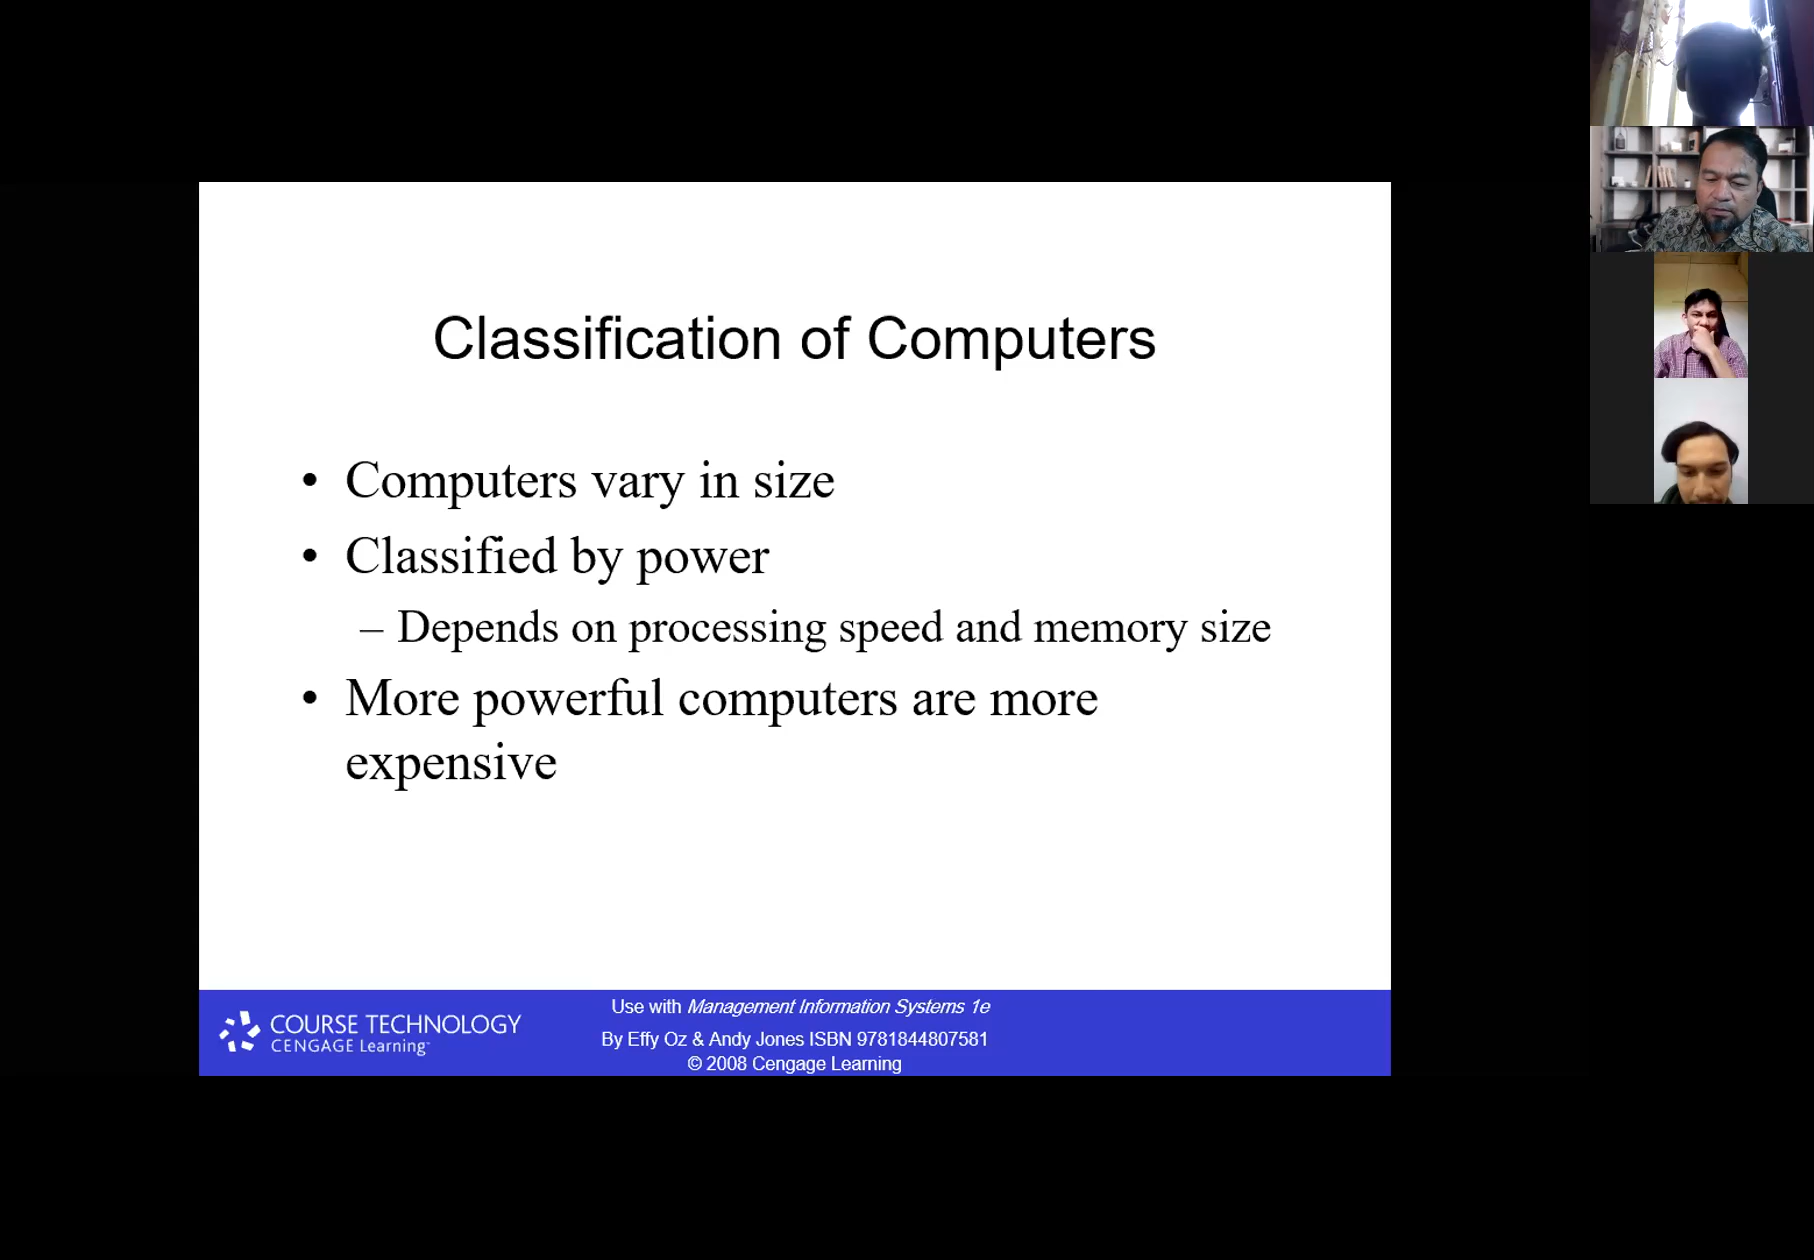 Classification of Computers
• Computers vary in size
• Classified by power
– Depends on processing speed and memory size
• More powerful computers are more
expensive
COURSE TECHNOLOGY
CENGAGE Learning™
Use with Management Information Systems 1e
By Effy Oz & Andy Jones ISBN 9781844807581
© 2008 Cengage Learning